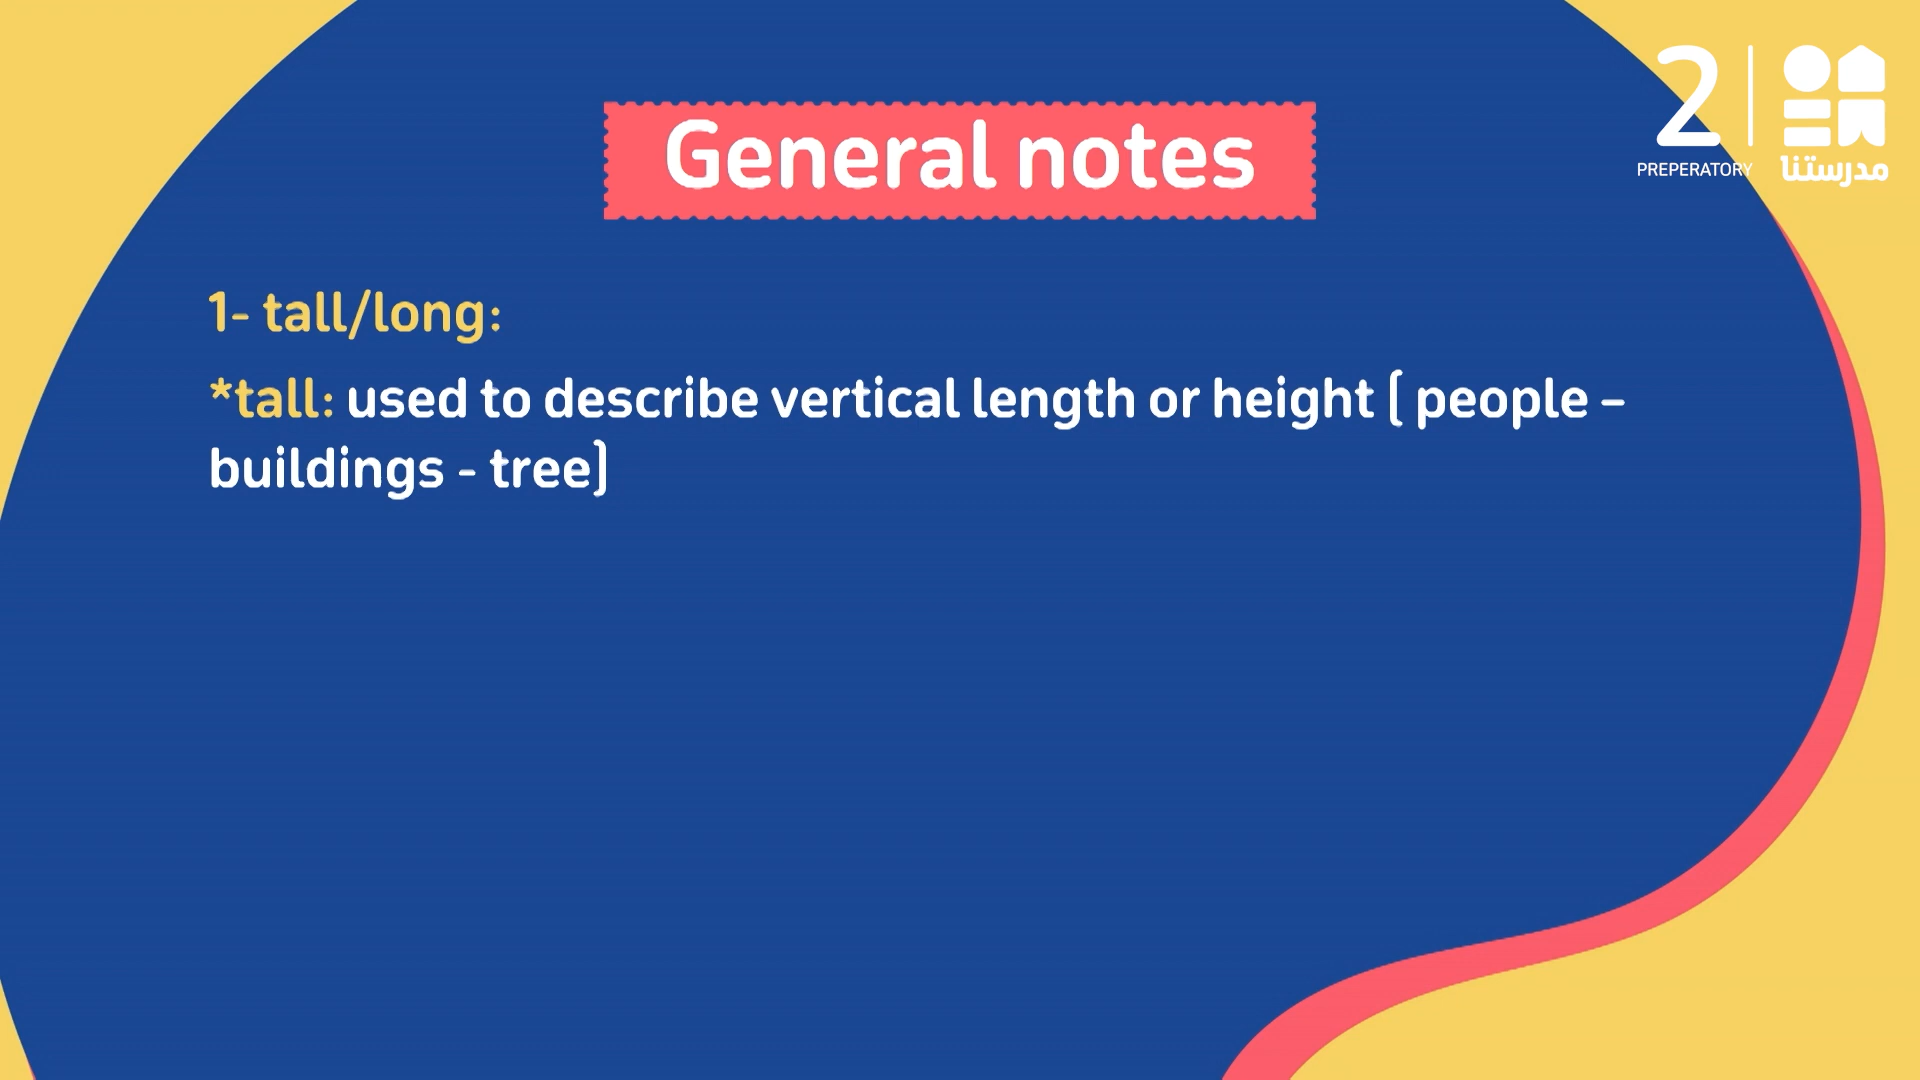 General notes
2
PREPERATORY
مدرستنا
1- tall/long:
*tall: used to describe vertical length or height ( people –
buildings - tree)